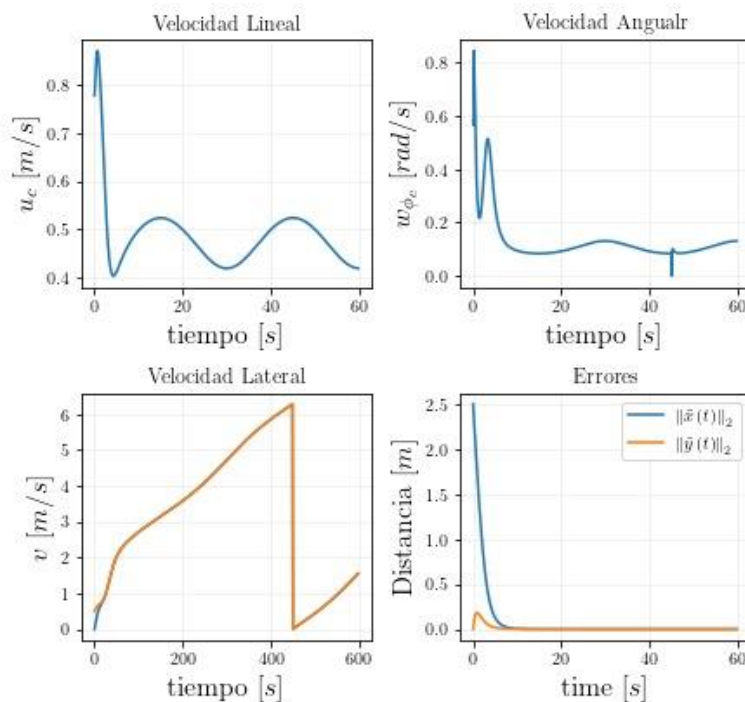 Velocidad Lineal
u_c [m/s]
0.8
0.7
0.6
0.5
0.4
0
20
40
60
tiempo [s]
Velocidad Angualr
w_{ϕ_c} [rad/s]
0.8
0.6
0.4
0.2
0.0
0
20
40
60
tiempo [s]
Velocidad Lateral
v [m/s]
6
5
4
3
2
1
0
0
200
400
600
tiempo [s]
Errores
Distancia [m]
2.5
2.0
1.5
1.0
0.5
0.0
‖x̃(t)‖₂
‖ỹ(t)‖₂
0
20
40
60
time [s]